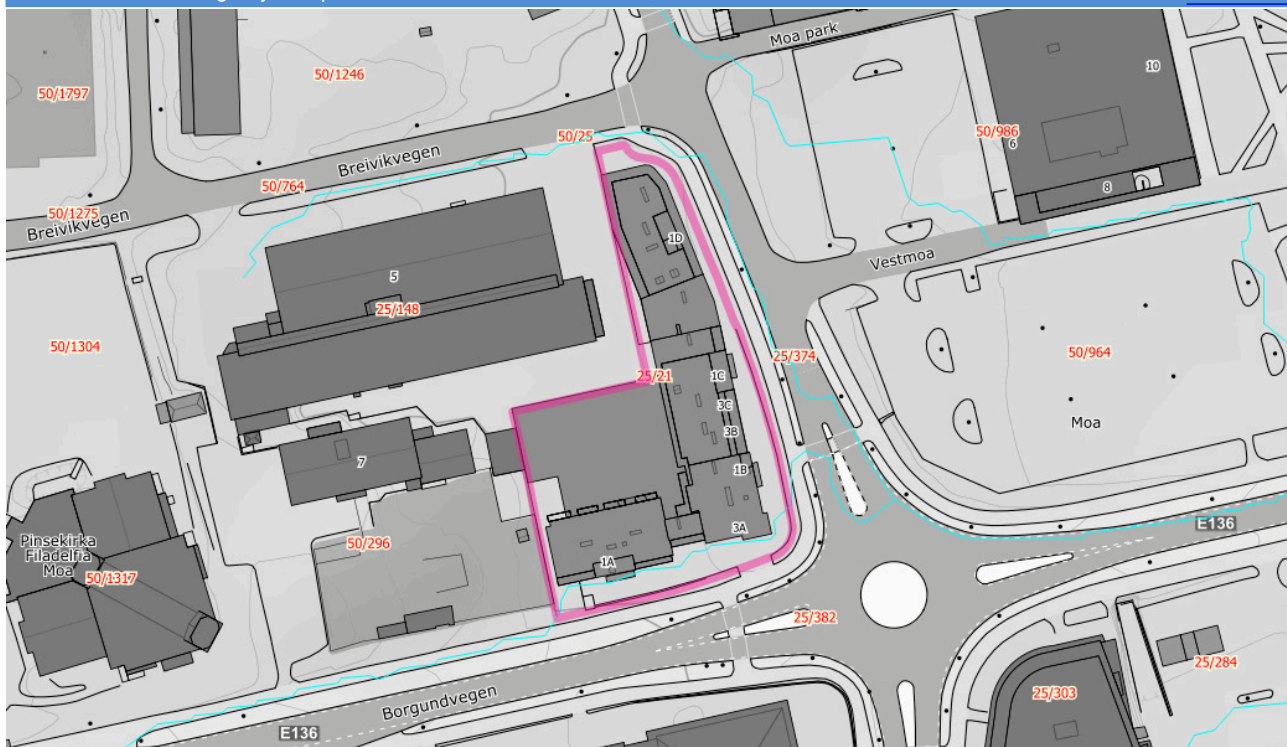 Moa park
10
50/1246
50/1797
50/986
6
50/25
Breivikvegen
50/764
8
50/1275
Breivikvegen
1D
Vestmoa
5
25/148
50/1304
25/374
50/964
25/21
1C
3C
Moa
3B
7
1B
3A
E136
Pinsekirka
Filadelfia
Moa
50/296
1A
50/1317
25/382
25/284
25/303
Borgundvegen
E136